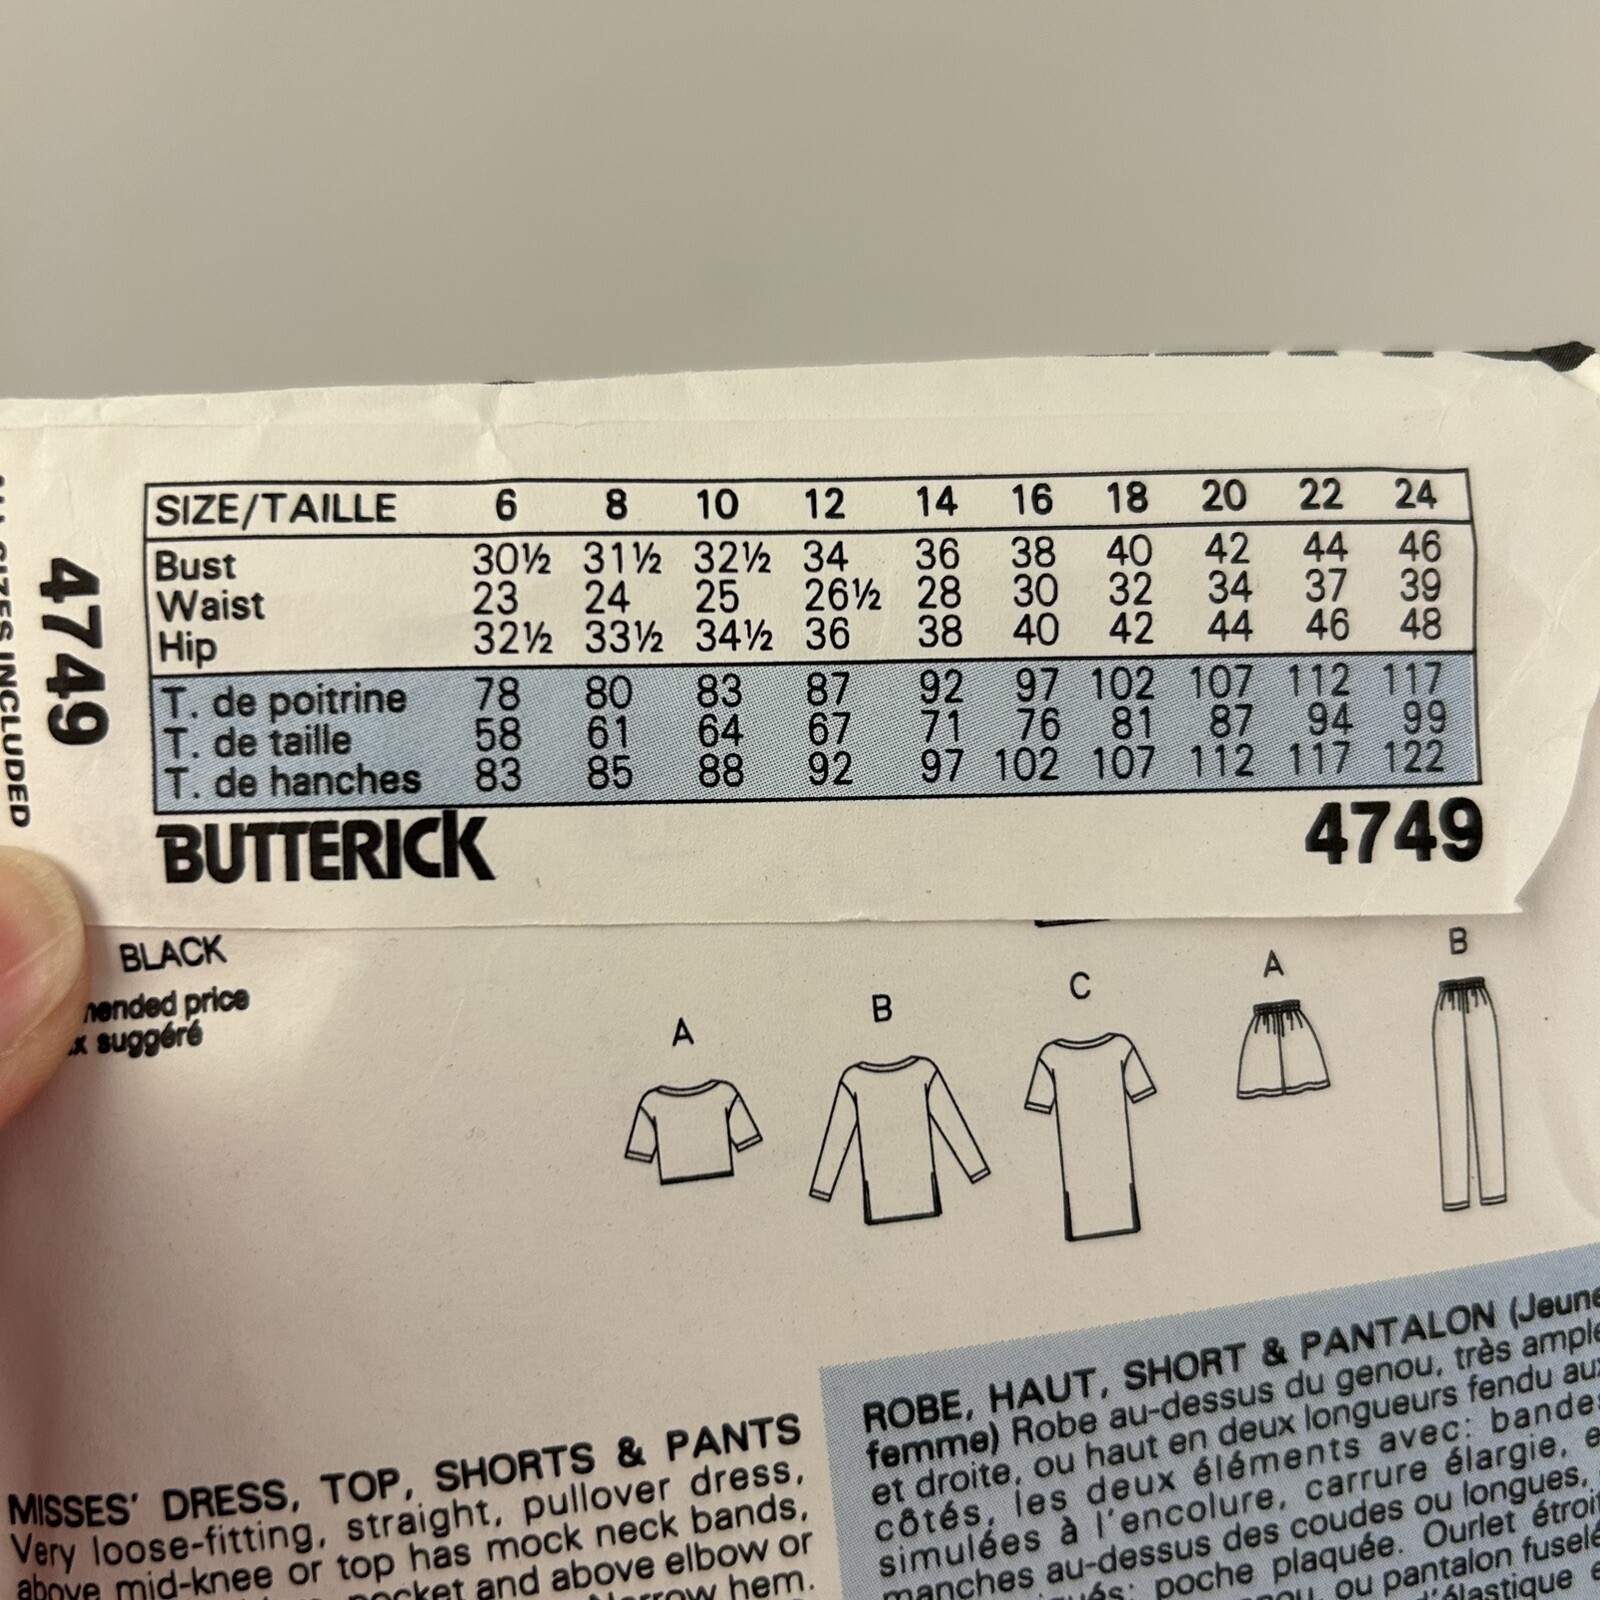 SIZE/TAILLE 6 8 10 12 14 16 18 20 22 24
Bust 30½ 31½ 32½ 34 36 38 40 42 44 46
Waist 23 24 25 26½ 28 30 32 34 37 39
Hip 32½ 33½ 34½ 36 38 40 42 44 46 48
T. de poitrine 78 80 83 87 92 97 102 107 112 117
T. de taille 58 61 64 67 71 76 81 87 94 99
T. de hanches 83 85 88 92 97 102 107 112 117 122
BUTTERICK 4749
4749
SIZES INCLUDED
BLACK
price
suggéré
A B C A B
MISSES' DRESS, TOP, SHORTS & PANTS
Very loose-fitting, straight, pullover dress,
above mid-knee or top has mock neck bands,
pocket and above elbow or
Narrow hem.
ROBE, HAUT, SHORT & PANTALON (Jeune
femme) Robe au-dessus du genou, très ample
et droite, ou haut en deux longueurs fendu aux
côtés, les deux éléments avec: bandes
simulées à l'encolure, carrure élargie, e
manches au-dessus des coudes ou longues,
poche plaquée. Ourlet étroit
ou pantalon fuselé
d'élastique e